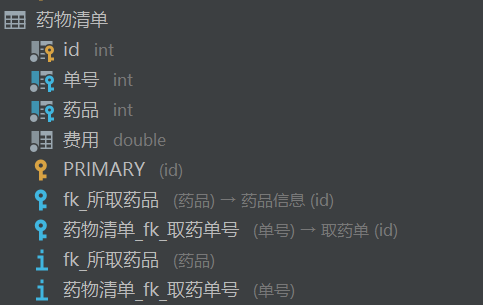 药物清单
id int
单号 int
药品 int
费用 double
PRIMARY (id)
fk_所取药品 (药品) → 药品信息 (id)
药物清单_fk_取药单号 (单号) → 取药单 (id)
fk_所取药品 (药品)
药物清单_fk_取药单号 (单号)